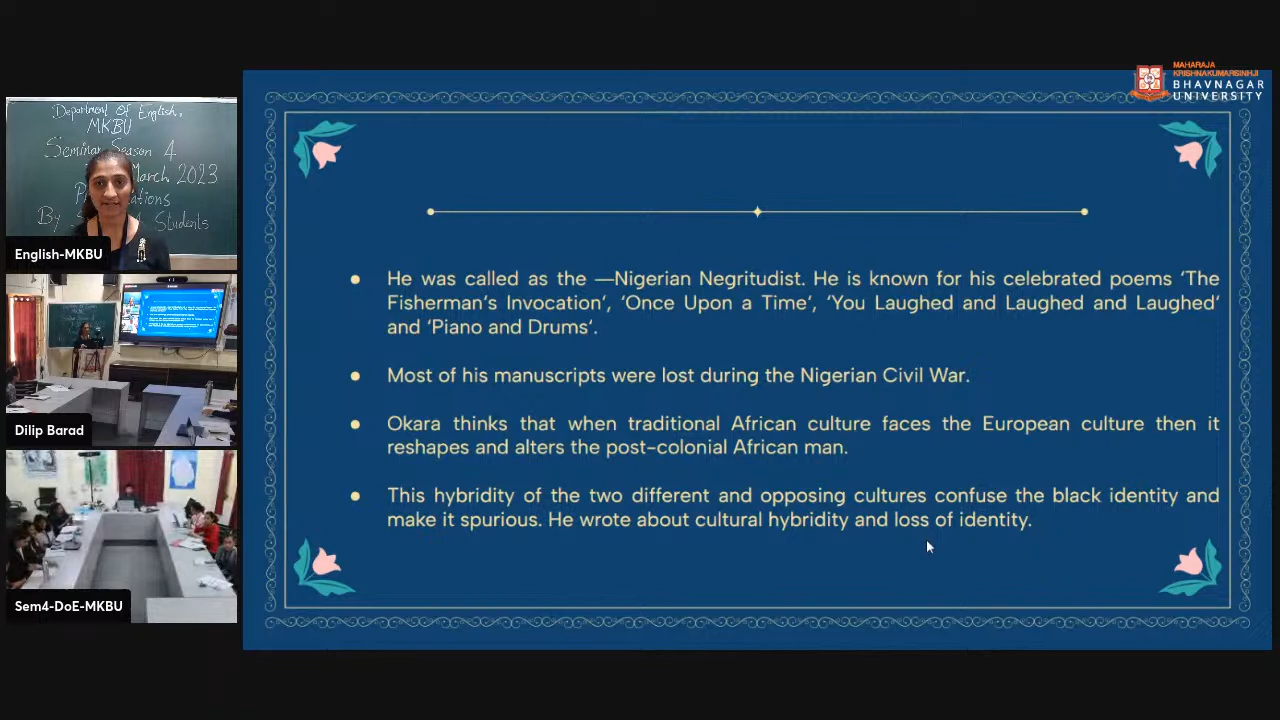 MAHARAJA
KRISHNAKUMARSINHJI
BHAVNAGAR
UNIVERSITY
Department of English,
MKBU
Seminar Season 4
March 2023
By
Students
English-MKBU
Dilip Barad
Sem4-DoE-MKBU
He was called as the —Nigerian Negritudist. He is known for his celebrated poems ‘The
Fisherman’s Invocation’, ‘Once Upon a Time’, ‘You Laughed and Laughed and Laughed’
and ‘Piano and Drums’.
Most of his manuscripts were lost during the Nigerian Civil War.
Okara thinks that when traditional African culture faces the European culture then it
reshapes and alters the post-colonial African man.
This hybridity of the two different and opposing cultures confuse the black identity and
make it spurious. He wrote about cultural hybridity and loss of identity.